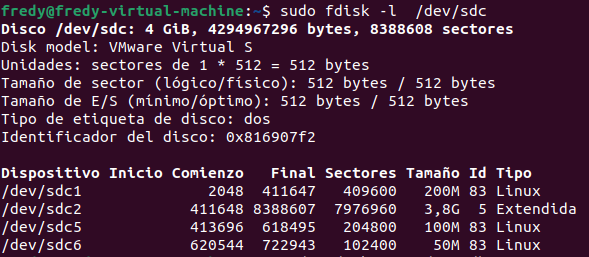 fredy@fredy-virtual-machine:~$ sudo fdisk -l  /dev/sdc
Disco /dev/sdc: 4 GiB, 4294967296 bytes, 8388608 sectores
Disk model: VMware Virtual S
Unidades: sectores de 1 * 512 = 512 bytes
Tamaño de sector (lógico/físico): 512 bytes / 512 bytes
Tamaño de E/S (mínimo/óptimo): 512 bytes / 512 bytes
Tipo de etiqueta de disco: dos
Identificador del disco: 0x816907f2

Dispositivo Inicio Comienzo   Final Sectores Tamaño Id Tipo
/dev/sdc1              2048  411647   409600   200M 83 Linux
/dev/sdc2            411648 8388607  7976960   3,8G  5 Extendida
/dev/sdc5            413696  618495   204800   100M 83 Linux
/dev/sdc6            620544  722943   102400    50M 83 Linux